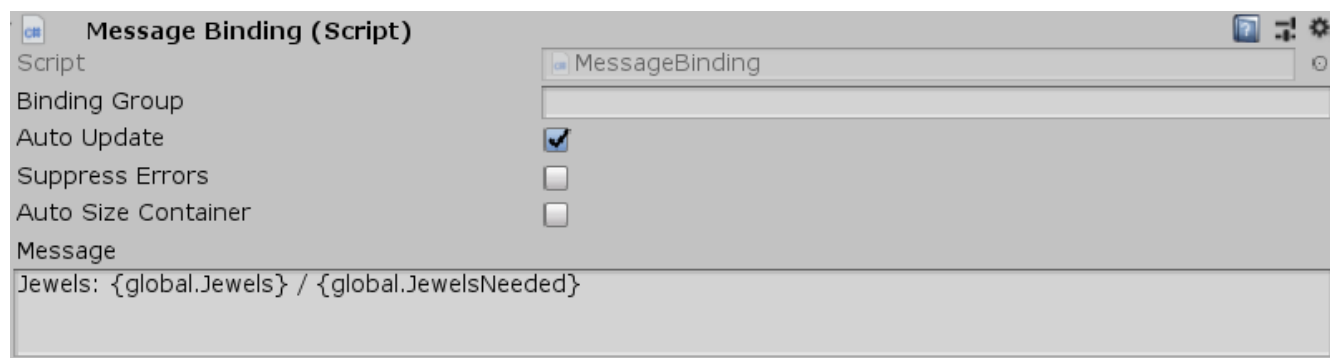 Message Binding (Script)
Script MessageBinding
Binding Group
Auto Update
Suppress Errors
Auto Size Container
Message
Jewels: {global.Jewels} / {global.JewelsNeeded}